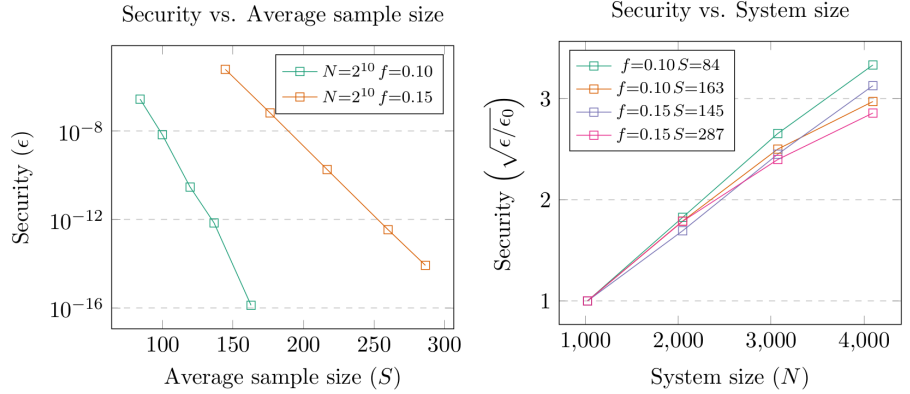 Security vs. Average sample size
N=2^10 f=0.10
N=2^10 f=0.15
10^−8
10^−12
10^−16
Security (ϵ)
100 150 200 250 300
Average sample size (S)
Security vs. System size
f=0.10 S=84
f=0.10 S=163
f=0.15 S=145
f=0.15 S=287
3
2
1
Security (√ϵ/ϵ0)
1,000 2,000 3,000 4,000
System size (N)